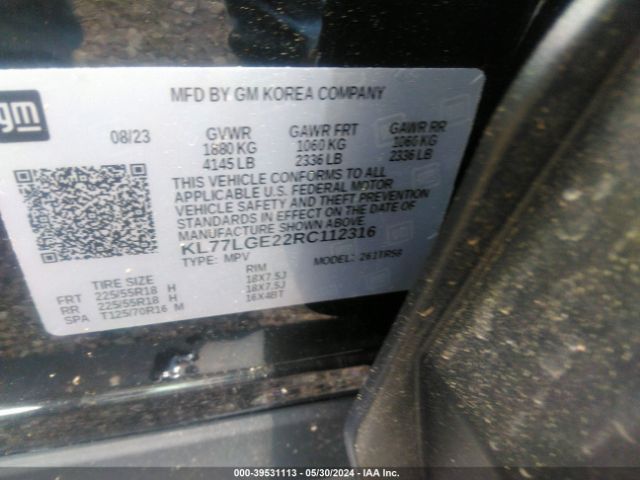 gm
MFD BY GM KOREA COMPANY
08/23 GVWR GAWR FRT GAWR RR
1880 KG 1060 KG 1060 KG
4145 LB 2336 LB 2336 LB
THIS VEHICLE CONFORMS TO ALL
APPLICABLE U.S. FEDERAL MOTOR
VEHICLE SAFETY AND THEFT PREVENTION
STANDARDS IN EFFECT ON THE DATE OF
MANUFACTURE SHOWN ABOVE
KL77LGE22RC112316
TYPE: MPV MODEL: 261TR58
TIRE SIZE RIM
FRT 225/55R18 H 18X7.5J
RR 225/55R18 H 18X7.5J
SPA T125/70R16 M 16X4BT
000-39531113 - 05/30/2024 - IAA Inc.